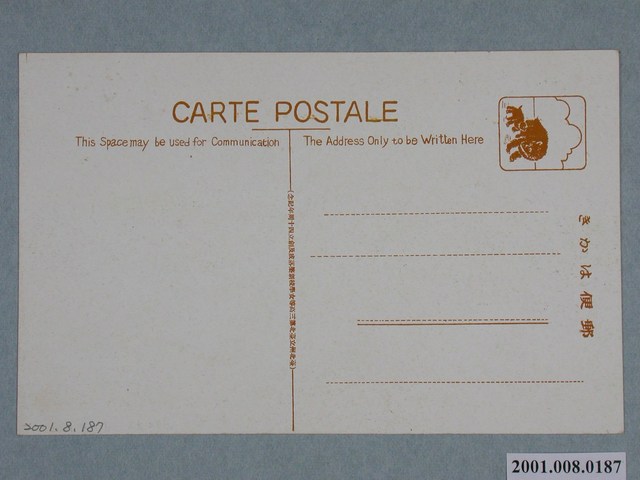 CARTE POSTALE
This Space may be used for Communication
The Address Only to be Written Here
きかは便郵
2001.8.187
2001.008.0187